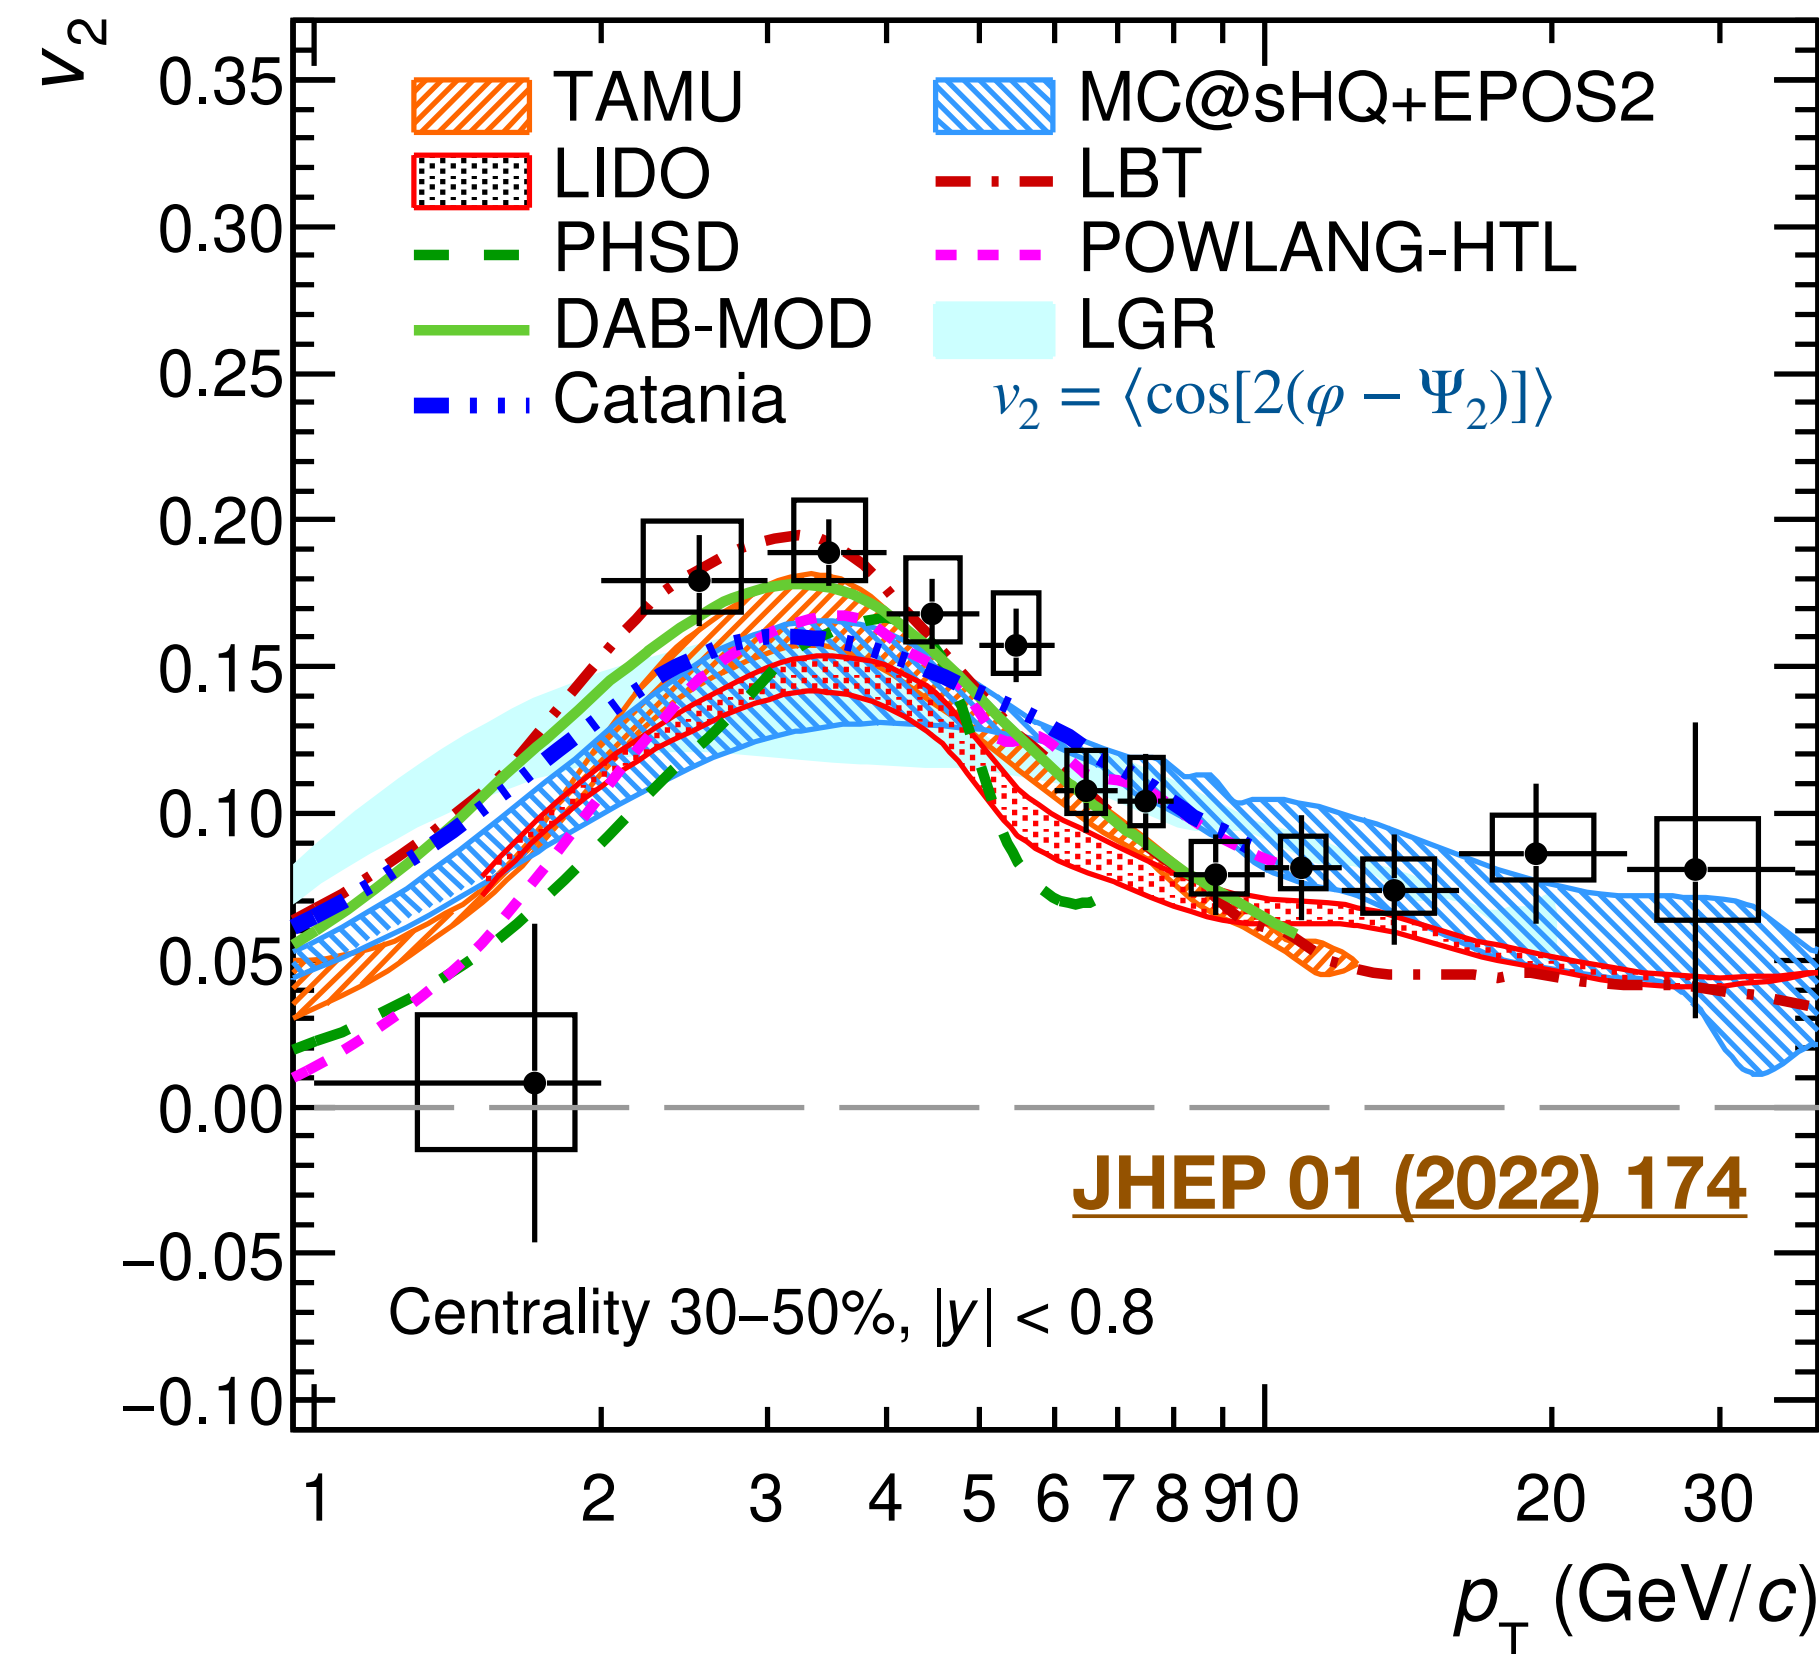 v2
0.35
0.30
0.25
0.20
0.15
0.10
0.05
0.00
−0.05
−0.10
TAMU
MC@sHQ+EPOS2
LIDO
LBT
PHSD
POWLANG-HTL
DAB-MOD
LGR
Catania
v2 = ⟨cos[2(φ − Ψ2)]⟩
JHEP 01 (2022) 174
Centrality 30–50%, |y| < 0.8
1 2 3 4 5 6 7 8 9 10 20 30
pT (GeV/c)